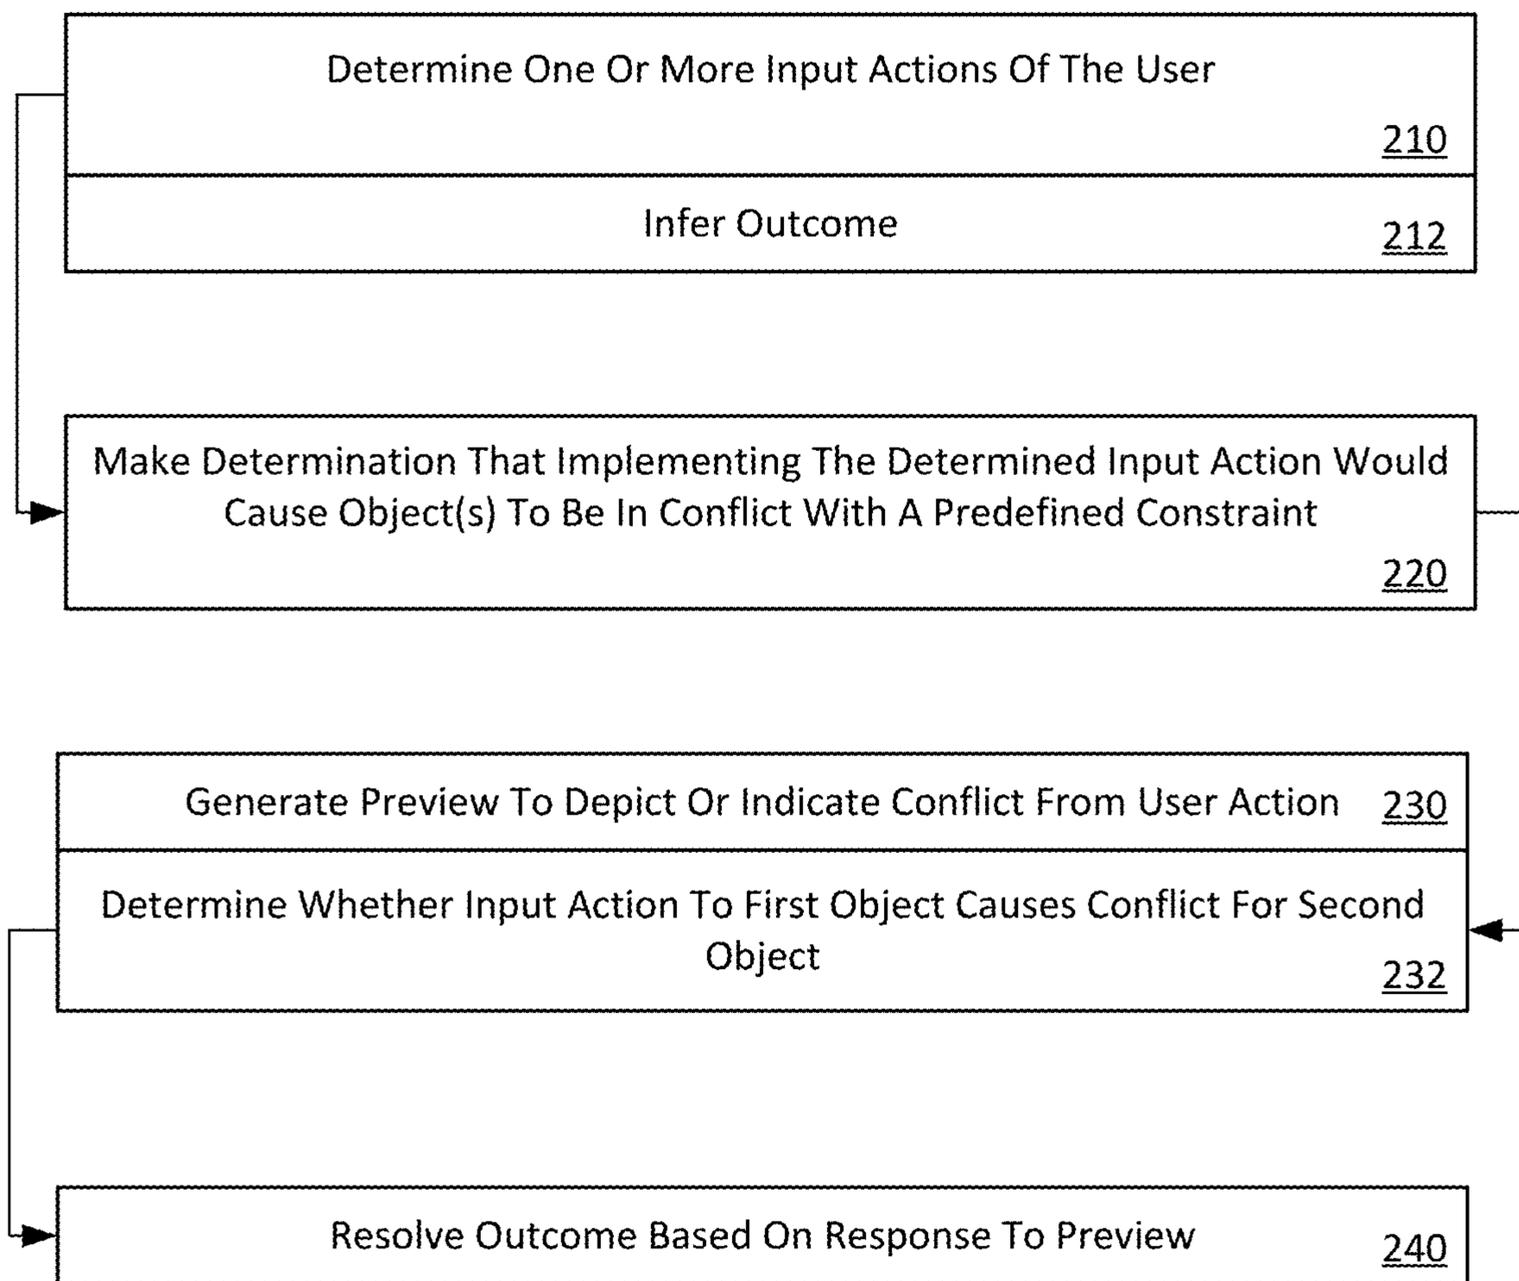 Determine One Or More Input Actions Of The User
210
Infer Outcome
212
Make Determination That Implementing The Determined Input Action Would
Cause Object(s) To Be In Conflict With A Predefined Constraint
220
Generate Preview To Depict Or Indicate Conflict From User Action
230
Determine Whether Input Action To First Object Causes Conflict For Second
Object
232
Resolve Outcome Based On Response To Preview
240